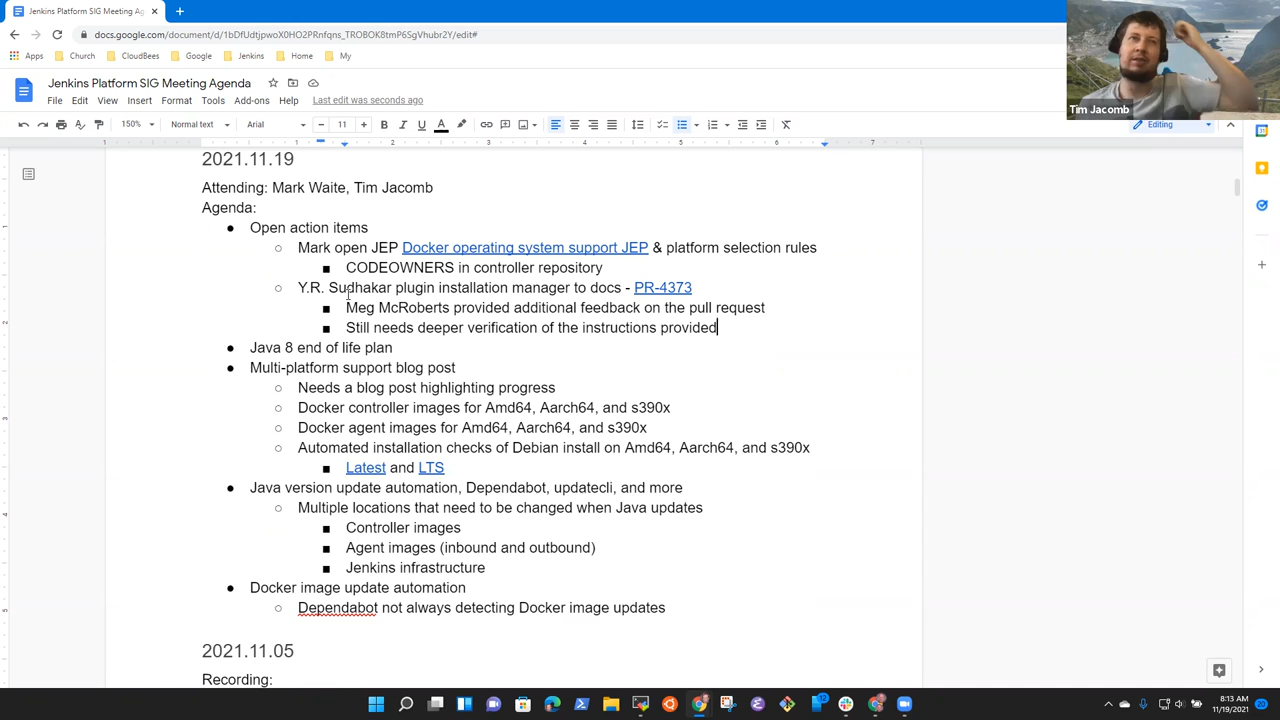 Jenkins Platform SIG Meeting Ag
docs.google.com/document/d/1bDfUdtjpwoX0HO2PRnfqns_TROBOK8tmP6SgVhubr2Y/edit#
Apps Church CloudBees Google Jenkins Home My
Jenkins Platform SIG Meeting Agenda
File Edit View Insert Format Tools Add-ons Help Last edit was seconds ago
150% Normal text Arial 11 B I U A Editing
Tim Jacomb
1 1 2 3 4 5 6 7
2021.11.19
Attending: Mark Waite, Tim Jacomb
Agenda:
● Open action items
○ Mark open JEP Docker operating system support JEP & platform selection rules
■ CODEOWNERS in controller repository
○ Y.R. Sudhakar plugin installation manager to docs - PR-4373
■ Meg McRoberts provided additional feedback on the pull request
■ Still needs deeper verification of the instructions provided
● Java 8 end of life plan
● Multi-platform support blog post
○ Needs a blog post highlighting progress
○ Docker controller images for Amd64, Aarch64, and s390x
○ Docker agent images for Amd64, Aarch64, and s390x
○ Automated installation checks of Debian install on Amd64, Aarch64, and s390x
■ Latest and LTS
● Java version update automation, Dependabot, updatecli, and more
○ Multiple locations that need to be changed when Java updates
■ Controller images
■ Agent images (inbound and outbound)
■ Jenkins infrastructure
● Docker image update automation
○ Dependabot not always detecting Docker image updates
2021.11.05
Recording:
8:13 AM
11/19/2021